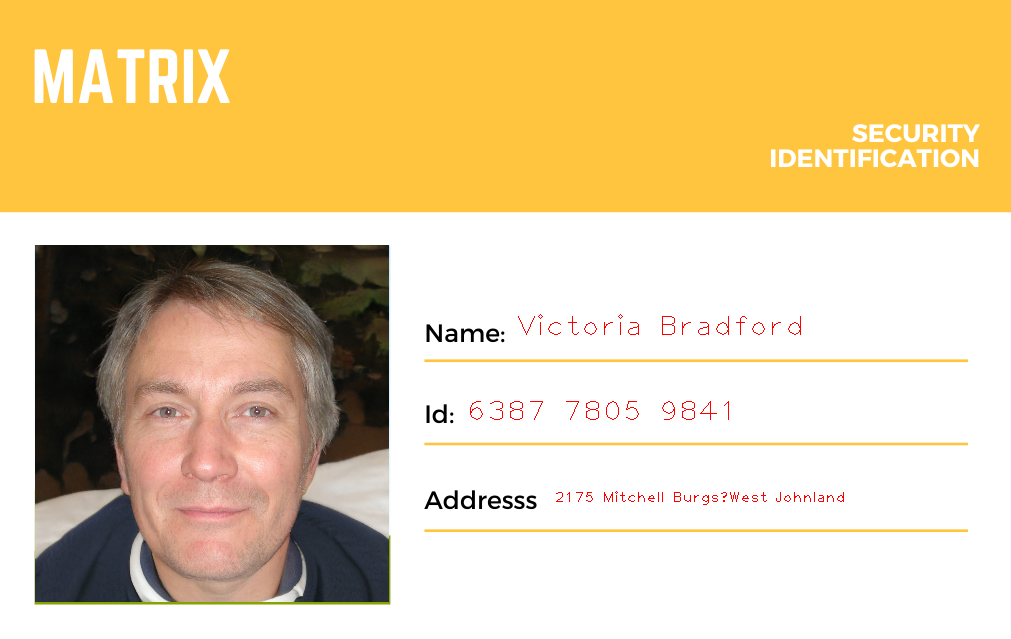 MATRIX
SECURITY
IDENTIFICATION
Name: Victoria Bradford
Id: 6387 7805 9841
Addresss 2175 Mitchell Burgs?West Johnland